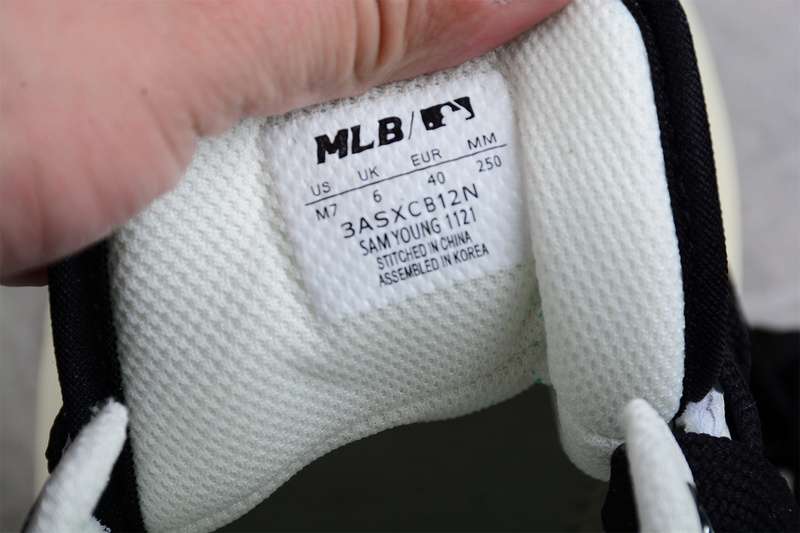 MLB/
US UK EUR MM
M7 6 40 250
3ASXCB12N
SAM YOUNG 1121
STITCHED IN CHINA
ASSEMBLED IN KOREA